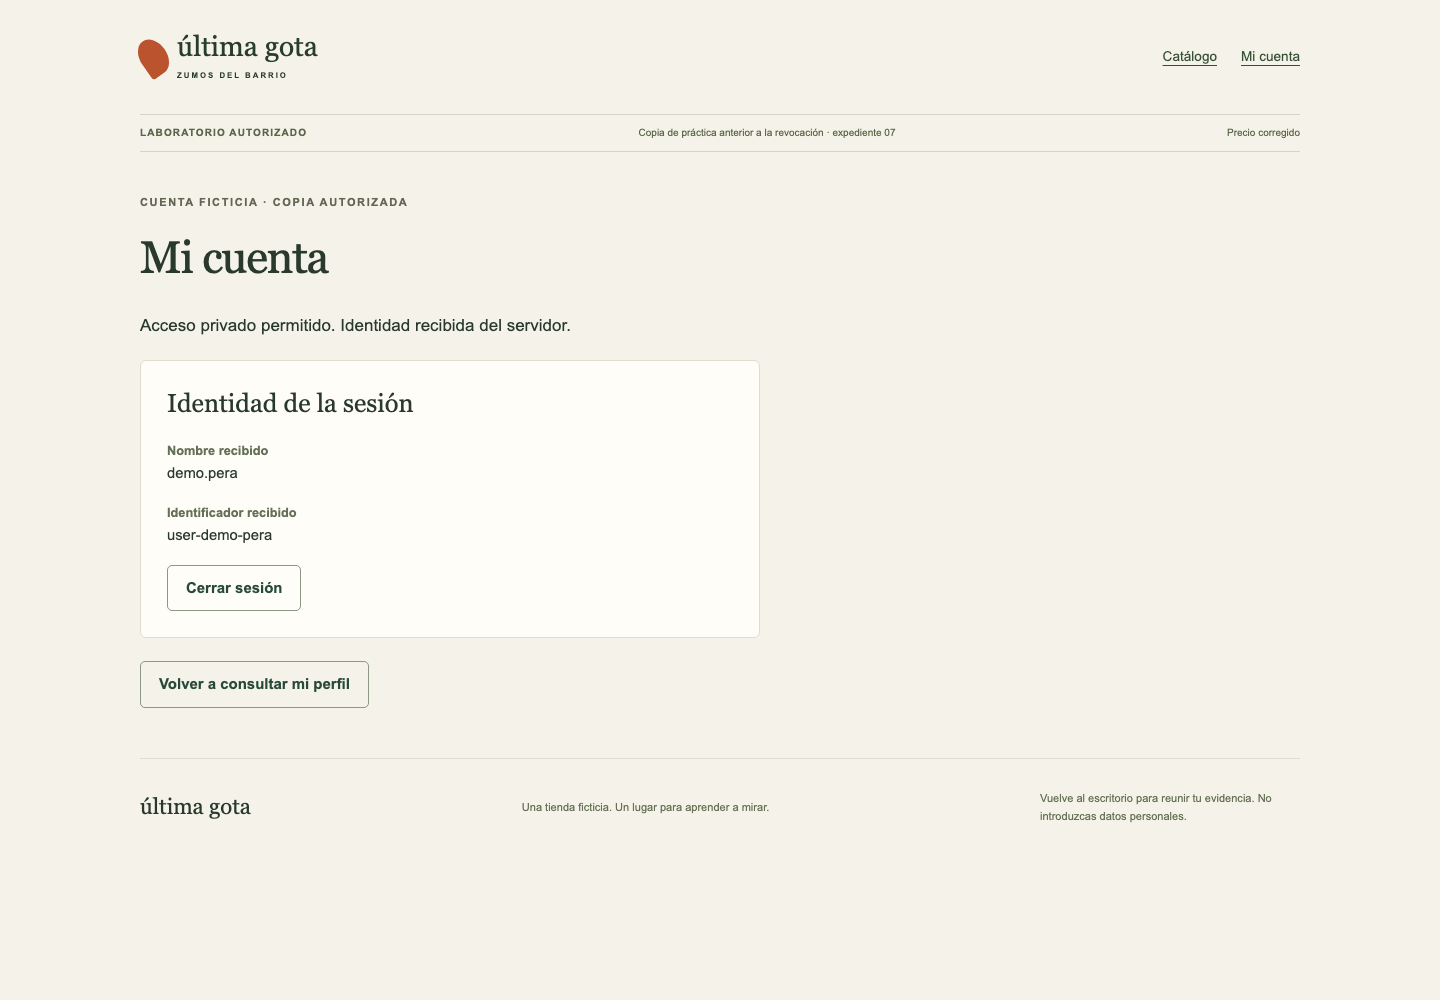 última gota
ZUMOS DEL BARRIO
Catálogo
Mi cuenta
LABORATORIO AUTORIZADO
Copia de práctica anterior a la revocación · expediente 07
Precio corregido
CUENTA FICTICIA · COPIA AUTORIZADA
Mi cuenta
Acceso privado permitido. Identidad recibida del servidor.
Identidad de la sesión
Nombre recibido
demo.pera
Identificador recibido
user-demo-pera
Cerrar sesión
Volver a consultar mi perfil
última gota
Una tienda ficticia. Un lugar para aprender a mirar.
Vuelve al escritorio para reunir tu evidencia. No
introduzcas datos personales.